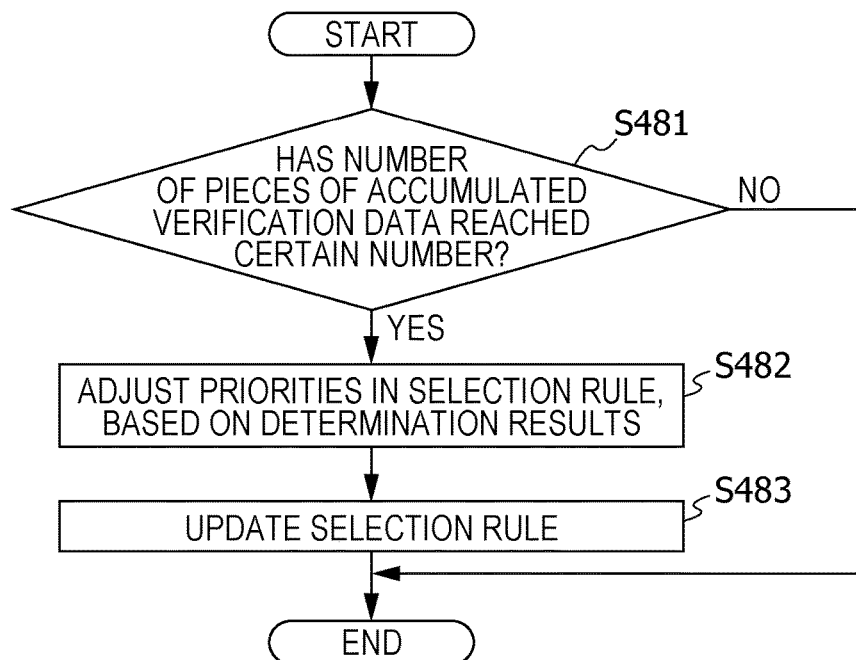 START
S481
HAS NUMBER
OF PIECES OF ACCUMULATED
VERIFICATION DATA REACHED
CERTAIN NUMBER?
NO
YES
S482
ADJUST PRIORITIES IN SELECTION RULE,
BASED ON DETERMINATION RESULTS
S483
UPDATE SELECTION RULE
END